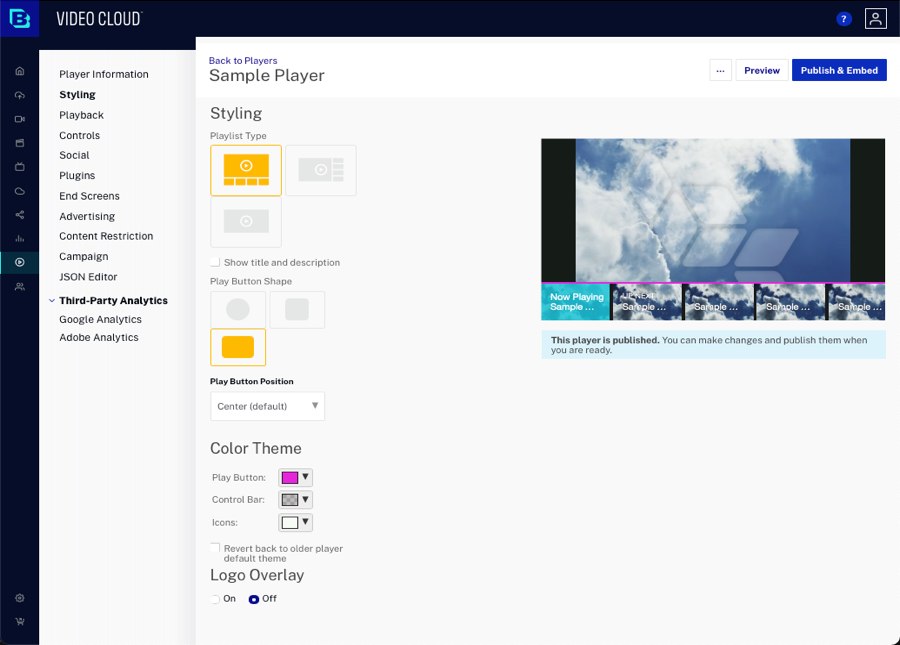 VIDEO CLOUD
?
Back to Players
Sample Player
...
Preview
Publish & Embed
Player Information
Styling
Playback
Controls
Social
Plugins
End Screens
Advertising
Content Restriction
Campaign
JSON Editor
Third-Party Analytics
Google Analytics
Adobe Analytics
Styling
Playlist Type
Show title and description
Play Button Shape
Play Button Position
Center (default)
Color Theme
Play Button:
Control Bar:
Icons:
Revert back to older player
default theme
Logo Overlay
On
Off
Now Playing
Sample ...
UP NEXT
Sample ...
Sample ...
Sample ...
Sample ...
This player is published. You can make changes and publish them when
you are ready.